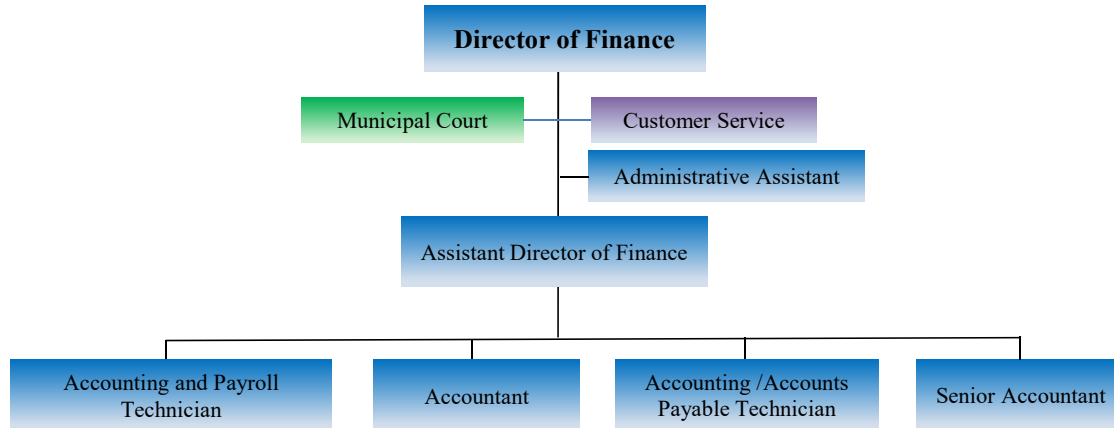 Director of Finance
Municipal Court
Customer Service
Administrative Assistant
Assistant Director of Finance
Accounting and Payroll
Technician
Accountant
Accounting /Accounts
Payable Technician
Senior Accountant